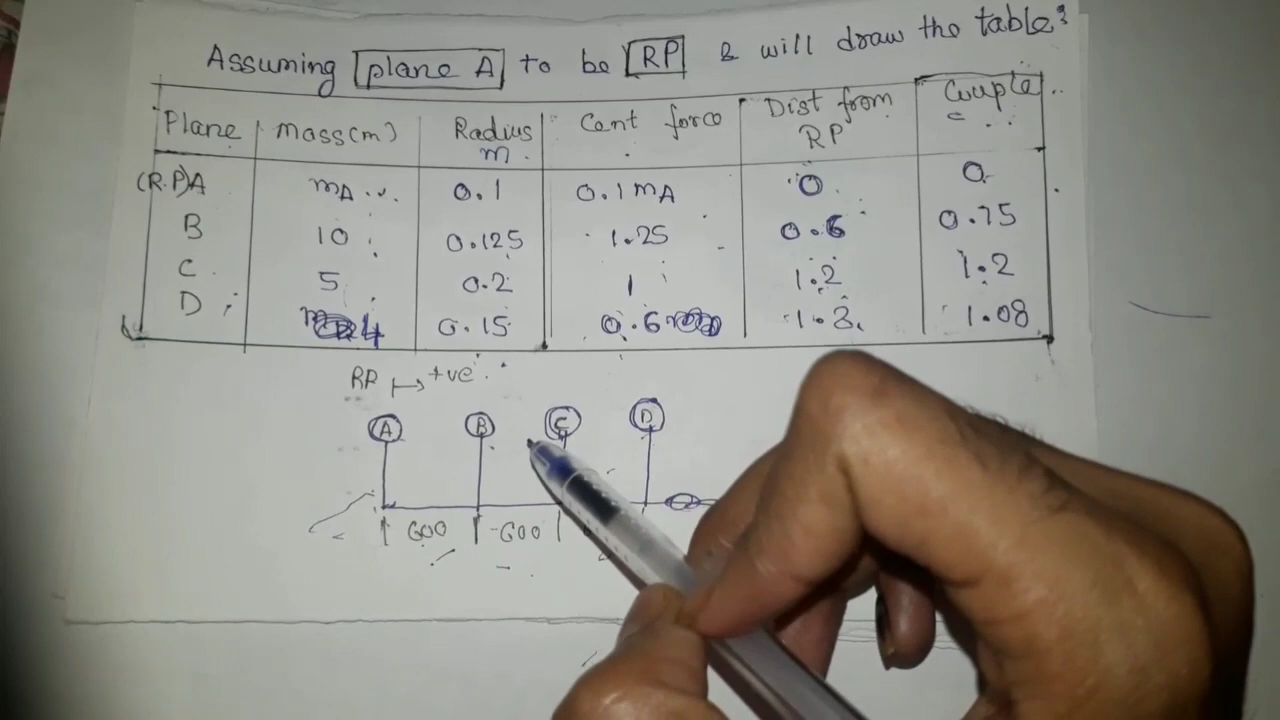 Assuming plane A to be RP & will draw the table:
Plane Mass(m) Radius m. Cent force Dist from RP Couple
(R.P)A mA 0.1 0.1mA 0 0
B 10 0.125 1.25 0.6 0.75
C 5 0.2 1 1.2 1.2
D 4 0.15 0.6 1.8 1.08
RP +ve
A B C D
600 600